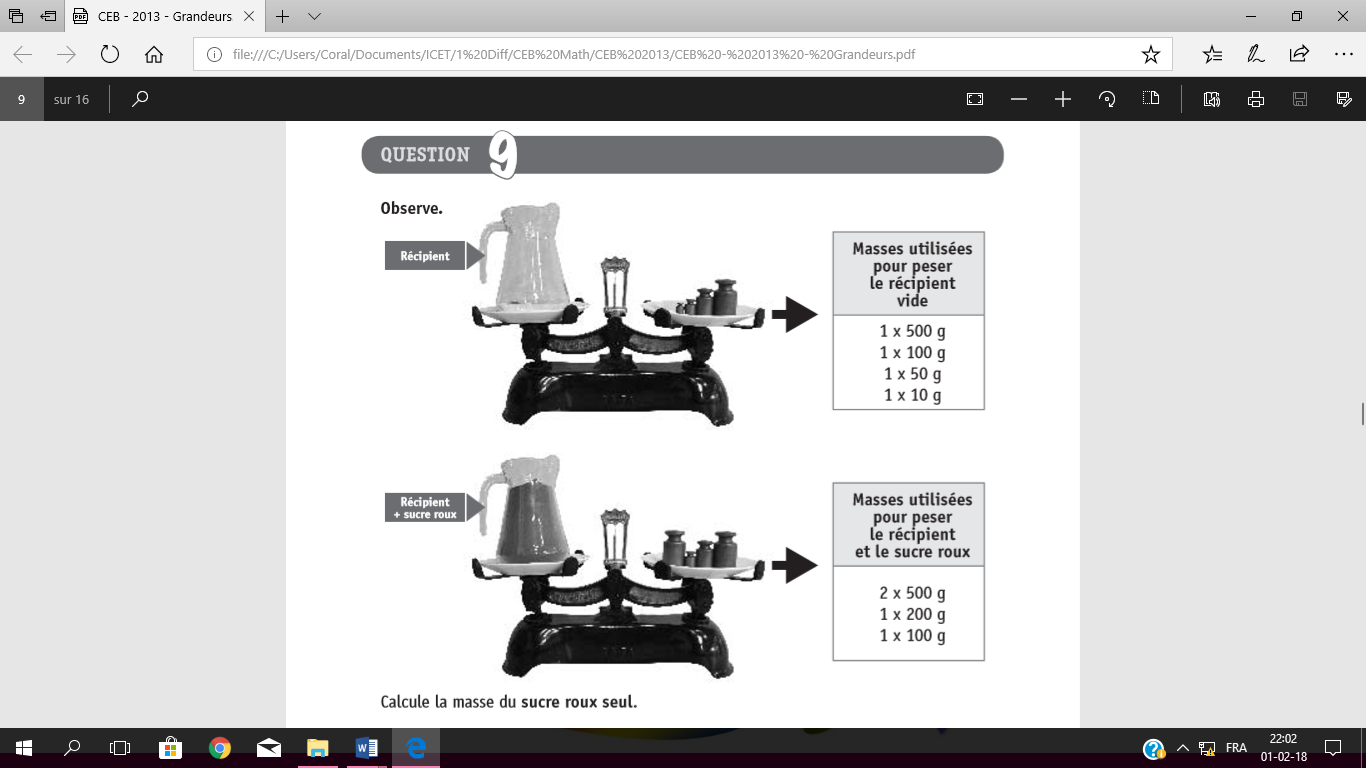 CEB - 2013 - Grandeurs
file:///C:/Users/Coral/Documents/ICET/1%20Diff/CEB%20Math/CEB%202013/CEB%20-%202013%20-%20Grandeurs.pdf
9 sur 16
QUESTION 9
Observe.
Récipient
Masses utilisées
pour peser
le récipient
vide
1 x 500 g
1 x 100 g
1 x 50 g
1 x 10 g
Récipient
+ sucre roux
Masses utilisées
pour peser
le récipient
et le sucre roux
2 x 500 g
1 x 200 g
1 x 100 g
Calcule la masse du sucre roux seul.
FRA
22:02
01-02-18